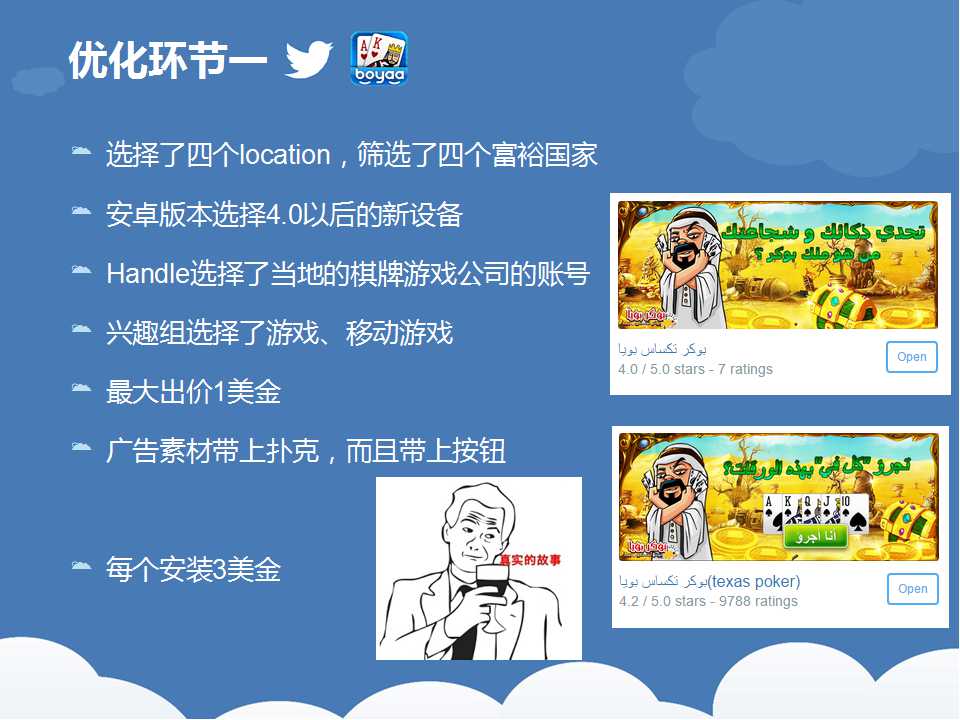 优化环节一
A K
boyaa
选择了四个location，筛选了四个富裕国家
安卓版本选择4.0以后的新设备
Handle选择了当地的棋牌游戏公司的账号
兴趣组选择了游戏、移动游戏
最大出价1美金
广告素材带上扑克，而且带上按钮
每个安装3美金
真实的故事
تحدي ذكائك و شجاعتك
من هو ملك بوكر ؟
بوكر بويا
بوكر تكساس بويا
Open
4.0 / 5.0 stars - 7 ratings
تجرؤ "كل في" بهذه الورقات؟
A K Q J 10
انا اجرو
بوكر بويا
بوكر تكساس بويا(texas poker)
Open
4.2 / 5.0 stars - 9788 ratings